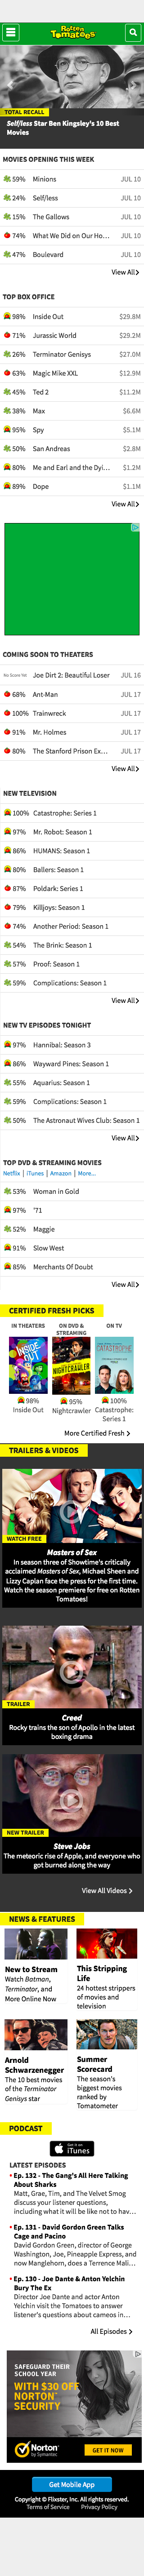 Rotten
Tomatoes
TOTAL RECALL
Self/less Star Ben Kingsley's 10 Best
Movies
MOVIES OPENING THIS WEEK
59% Minions JUL 10
24% Self/less JUL 10
15% The Gallows JUL 10
74% What We Did on Our Ho... JUL 10
47% Boulevard JUL 10
View All
TOP BOX OFFICE
98% Inside Out $29.8M
71% Jurassic World $29.2M
26% Terminator Genisys $27.0M
63% Magic Mike XXL $12.9M
45% Ted 2 $11.2M
38% Max $6.6M
95% Spy $5.1M
50% San Andreas $2.8M
80% Me and Earl and the Dyi... $1.2M
89% Dope $1.1M
View All
COMING SOON TO THEATERS
No Score Yet Joe Dirt 2: Beautiful Loser JUL 16
68% Ant-Man JUL 17
100% Trainwreck JUL 17
91% Mr. Holmes JUL 17
80% The Stanford Prison Ex... JUL 17
View All
NEW TELEVISION
100% Catastrophe: Series 1
97% Mr. Robot: Season 1
86% HUMANS: Season 1
80% Ballers: Season 1
87% Poldark: Series 1
79% Killjoys: Season 1
74% Another Period: Season 1
54% The Brink: Season 1
57% Proof: Season 1
59% Complications: Season 1
View All
NEW TV EPISODES TONIGHT
97% Hannibal: Season 3
86% Wayward Pines: Season 1
55% Aquarius: Season 1
59% Complications: Season 1
50% The Astronaut Wives Club: Season 1
View All
TOP DVD & STREAMING MOVIES
Netflix | iTunes | Amazon | More...
53% Woman in Gold
97% '71
52% Maggie
91% Slow West
85% Merchants Of Doubt
View All
CERTIFIED FRESH PICKS
IN THEATERS
ON DVD &
STREAMING
ON TV
INSIDE
OUT
NIGHTCRAWLER
CATASTROPHE
98%
Inside Out
95%
Nightcrawler
100%
Catastrophe:
Series 1
More Certified Fresh
TRAILERS & VIDEOS
WATCH FREE
Masters of Sex
In season three of Showtime's critically
acclaimed Masters of Sex, Michael Sheen and
Lizzy Caplan face the press for the first time.
Watch the season premiere for free on Rotten
Tomatoes!
TRAILER
Creed
Rocky trains the son of Apollo in the latest
boxing drama
NEW TRAILER
Steve Jobs
The meteoric rise of Apple, and everyone who
got burned along the way
View All Videos
NEWS & FEATURES
New to Stream
Watch Batman,
Terminator, and
More Online Now
This Stripping
Life
24 hottest strippers
of movies and
television
Arnold
Schwarzenegger
The 10 best movies
of the Terminator
Genisys star
Summer
Scorecard
The season's
biggest movies
ranked by
Tomatometer
PODCAST
Get it on
iTunes
LATEST EPISODES
Ep. 132 - The Gang's All Here Talking
About Sharks
Matt, Grae, Tim, and The Velvet Smog
discuss your listener questions,
including what it will be like not to hav...
Ep. 131 - David Gordon Green Talks
Cage and Pacino
David Gordon Green, director of George
Washington, Joe, Pineapple Express, and
now Manglehorn, does a Terrence Mali...
Ep. 130 - Joe Dante & Anton Yelchin
Bury The Ex
Director Joe Dante and actor Anton
Yelchin visit the Tomatoes to answer
listener's questions about cameos in...
All Episodes
SAFEGUARD THEIR
SCHOOL YEAR
WITH $30 OFF
NORTON
SECURITY
Norton
by Symantec
GET IT NOW
Get Mobile App
Copyright © Flixster, Inc. All rights reserved.
Terms of Service Privacy Policy